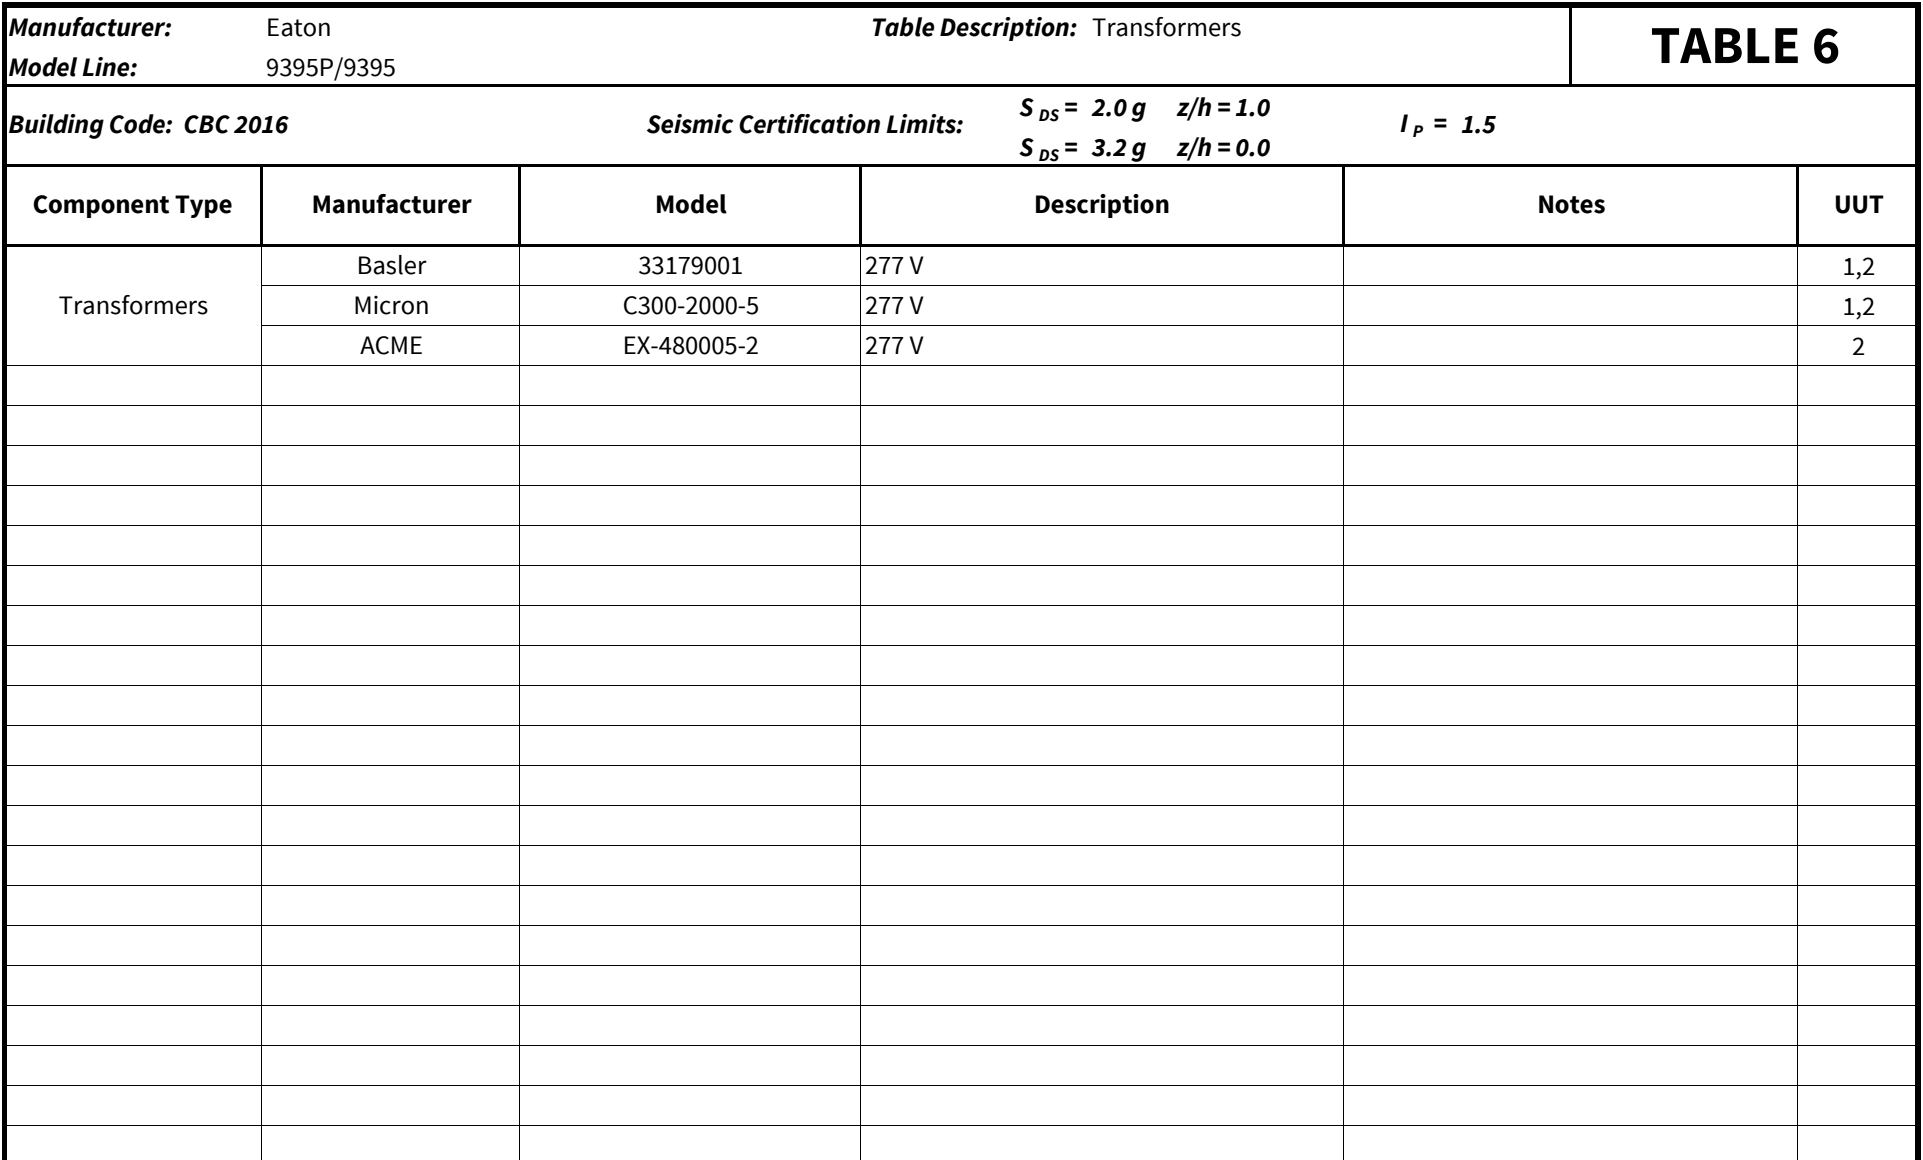 Manufacturer: Eaton Table Description: Transformers TABLE 6
Model Line: 9395P/9395
Building Code: CBC 2016 Seismic Certification Limits: S DS = 2.0 g z/h = 1.0 I P = 1.5
S DS = 3.2 g z/h = 0.0
Component Type Manufacturer Model Description Notes UUT
Basler 33179001 277 V 1,2
Transformers Micron C300-2000-5 277 V 1,2
ACME EX-480005-2 277 V 2